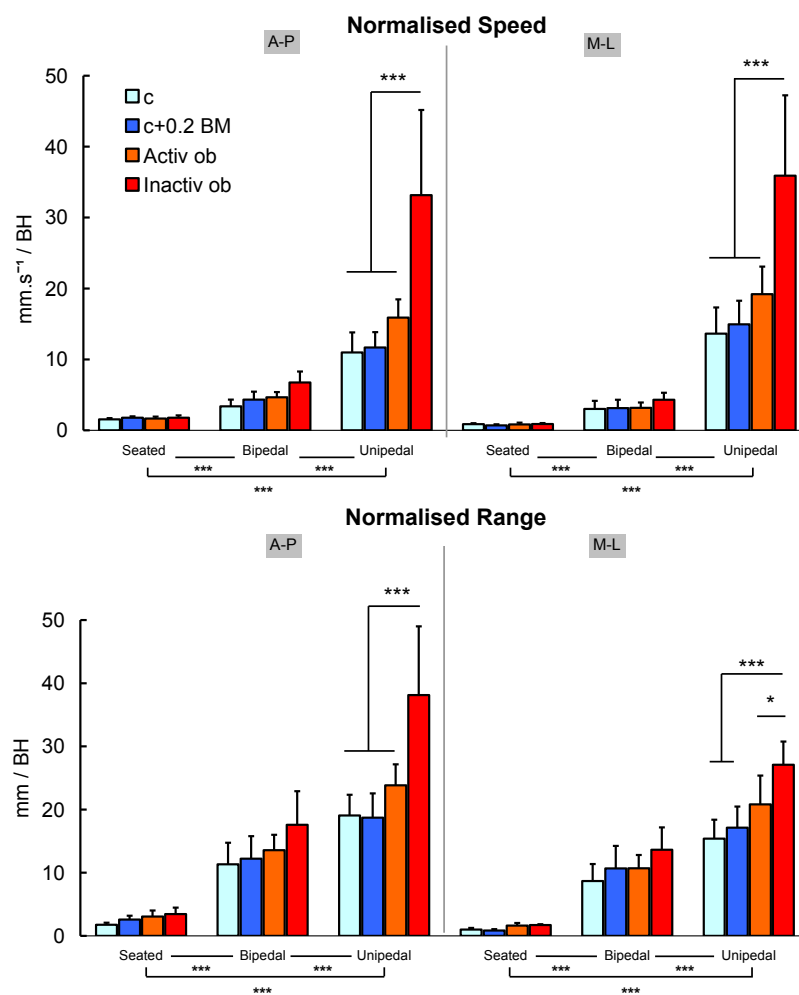 Normalised Speed
A-P
M-L
50
40
30
20
10
0
mm.s⁻¹ / BH
c
c+0.2 BM
Activ ob
Inactiv ob
***
***
Seated
Bipedal
Unipedal
Seated
Bipedal
Unipedal
***
***
***
***
***
***
Normalised Range
A-P
M-L
50
40
30
20
10
0
mm / BH
***
***
*
Seated
Bipedal
Unipedal
Seated
Bipedal
Unipedal
***
***
***
***
***
***